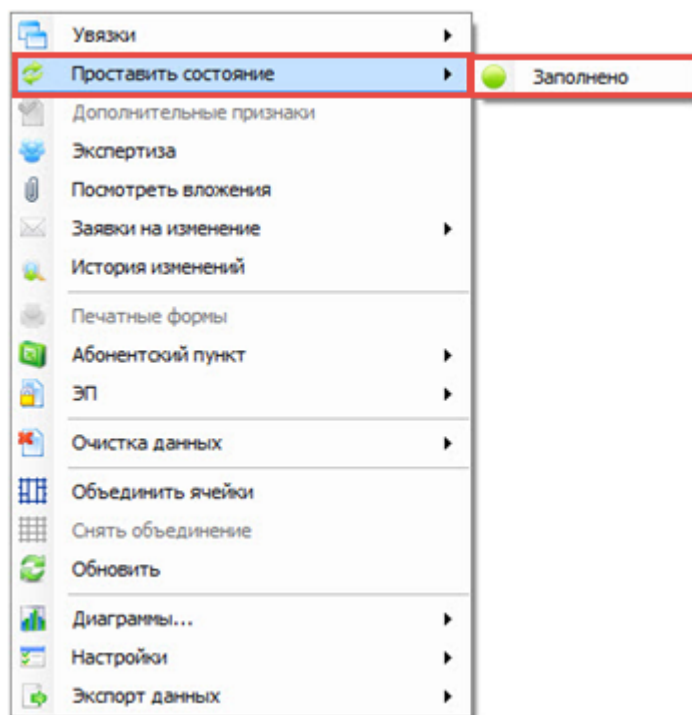 Увязки
Проставить состояние
Заполнено
Дополнительные признаки
Экспертиза
Посмотреть вложения
Заявки на изменение
История изменений
Печатные формы
Абонентский пункт
ЭП
Очистка данных
Объединить ячейки
Снять объединение
Обновить
Диаграммы...
Настройки
Экспорт данных